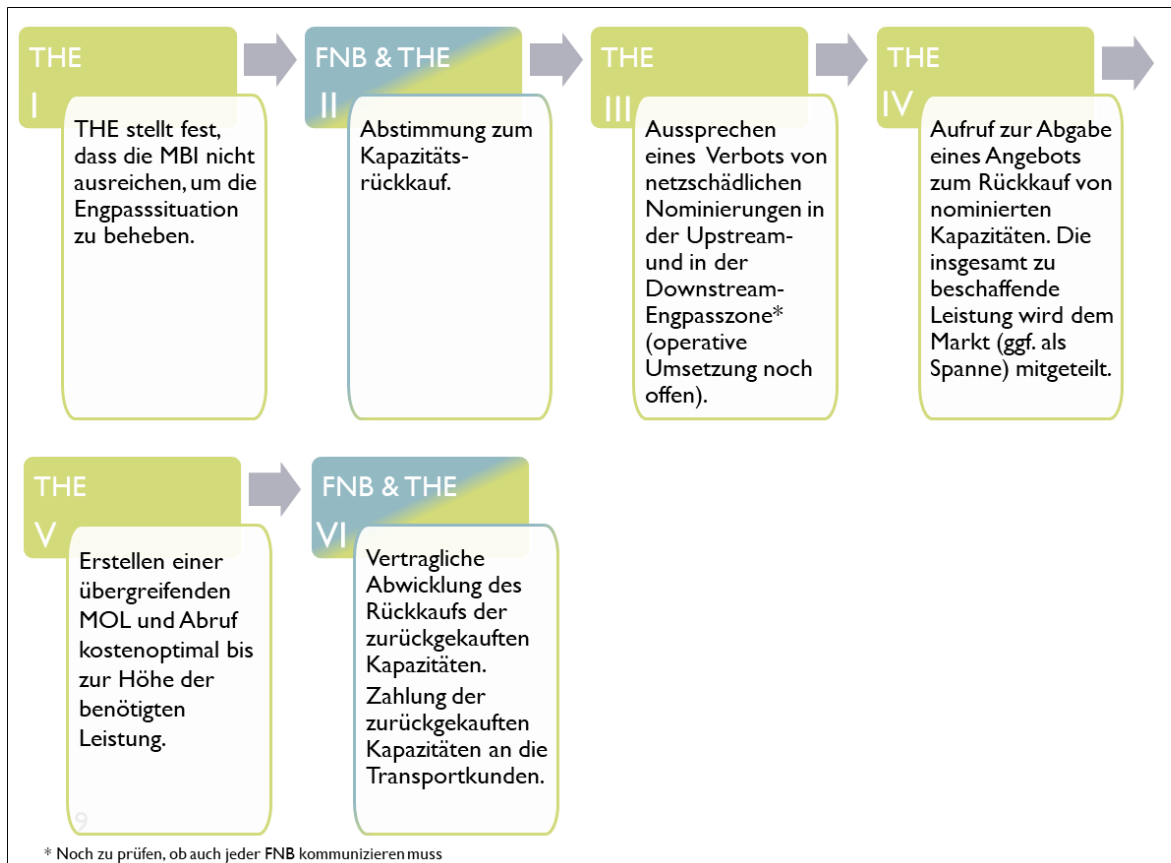 THE
I
THE stellt fest,
dass die MBI nicht
ausreichen, um die
Engpasssituation
zu beheben.
FNB & THE
II
Abstimmung zum
Kapazitäts-
rückkauf.
THE
III
Aussprechen
eines Verbots von
netzschädlichen
Nominierungen in
der Upstream-
und in der
Downstream-
Engpasszone*
(operative
Umsetzung noch
offen).
THE
IV
Aufruf zur Abgabe
eines Angebots
zum Rückkauf von
nominierten
Kapazitäten. Die
insgesamt zu
beschaffende
Leistung wird dem
Markt (ggf. als
Spanne) mitgeteilt.
THE
V
Erstellen einer
übergreifenden
MOL und Abruf
kostenoptimal bis
zur Höhe der
benötigten
Leistung.
FNB & THE
VI
Vertragliche
Abwicklung des
Rückkaufs der
zurückgekauften
Kapazitäten.
Zahlung der
zurückgekauften
Kapazitäten an die
Transportkunden.
9
* Noch zu prüfen, ob auch jeder FNB kommunizieren muss